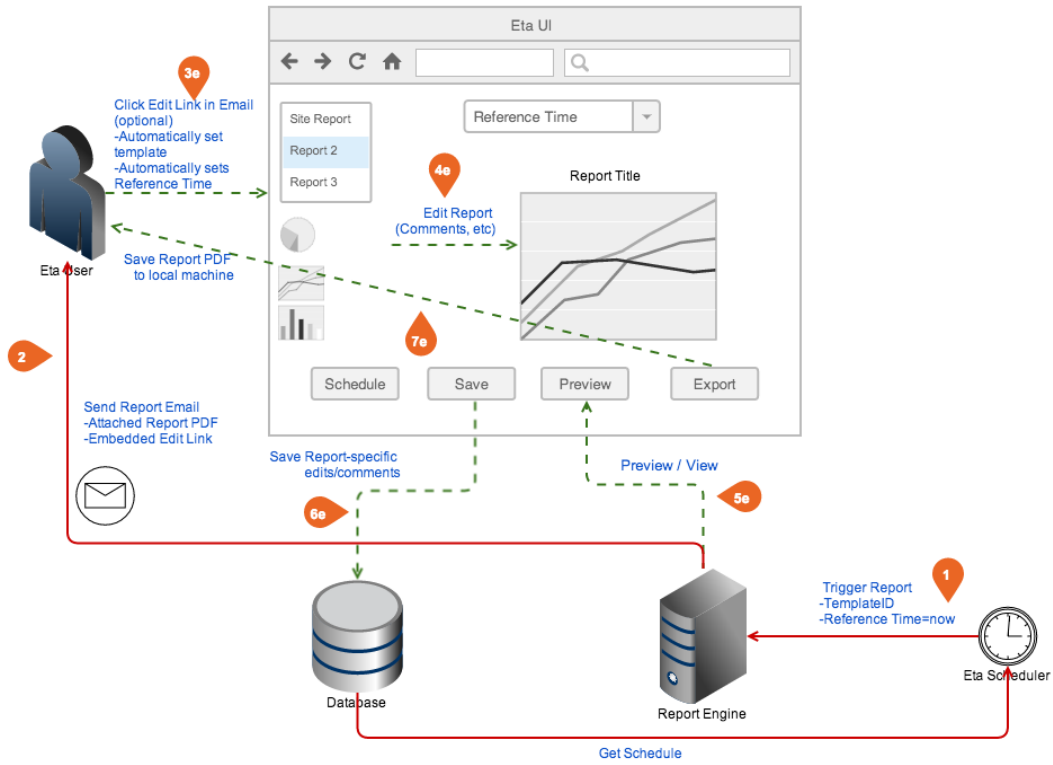 Eta UI
3e
Click Edit Link in Email
(optional)
-Automatically set
template
-Automatically sets
Reference Time
Site Report
Report 2
Report 3
Reference Time
4e
Edit Report
(Comments, etc)
Report Title
Eta User
Save Report PDF
to local machine
7e
2
Schedule
Save
Preview
Export
Send Report Email
-Attached Report PDF
-Embedded Edit Link
Save Report-specific
edits/comments
Preview / View
6e
5e
1
Trigger Report
-TemplateID
-Reference Time=now
Eta Scheduler
Database
Report Engine
Get Schedule